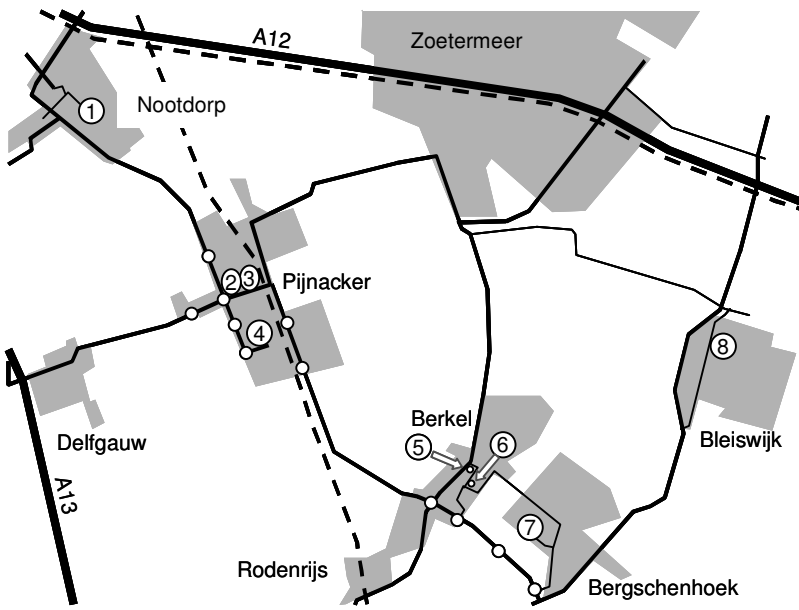 A12
Zoetermeer
1
Nootdorp
2
3
Pijnacker
4
8
Berkel
Delfgauw
5
6
Bleiswijk
A13
7
Rodenrijs
Bergschenhoek